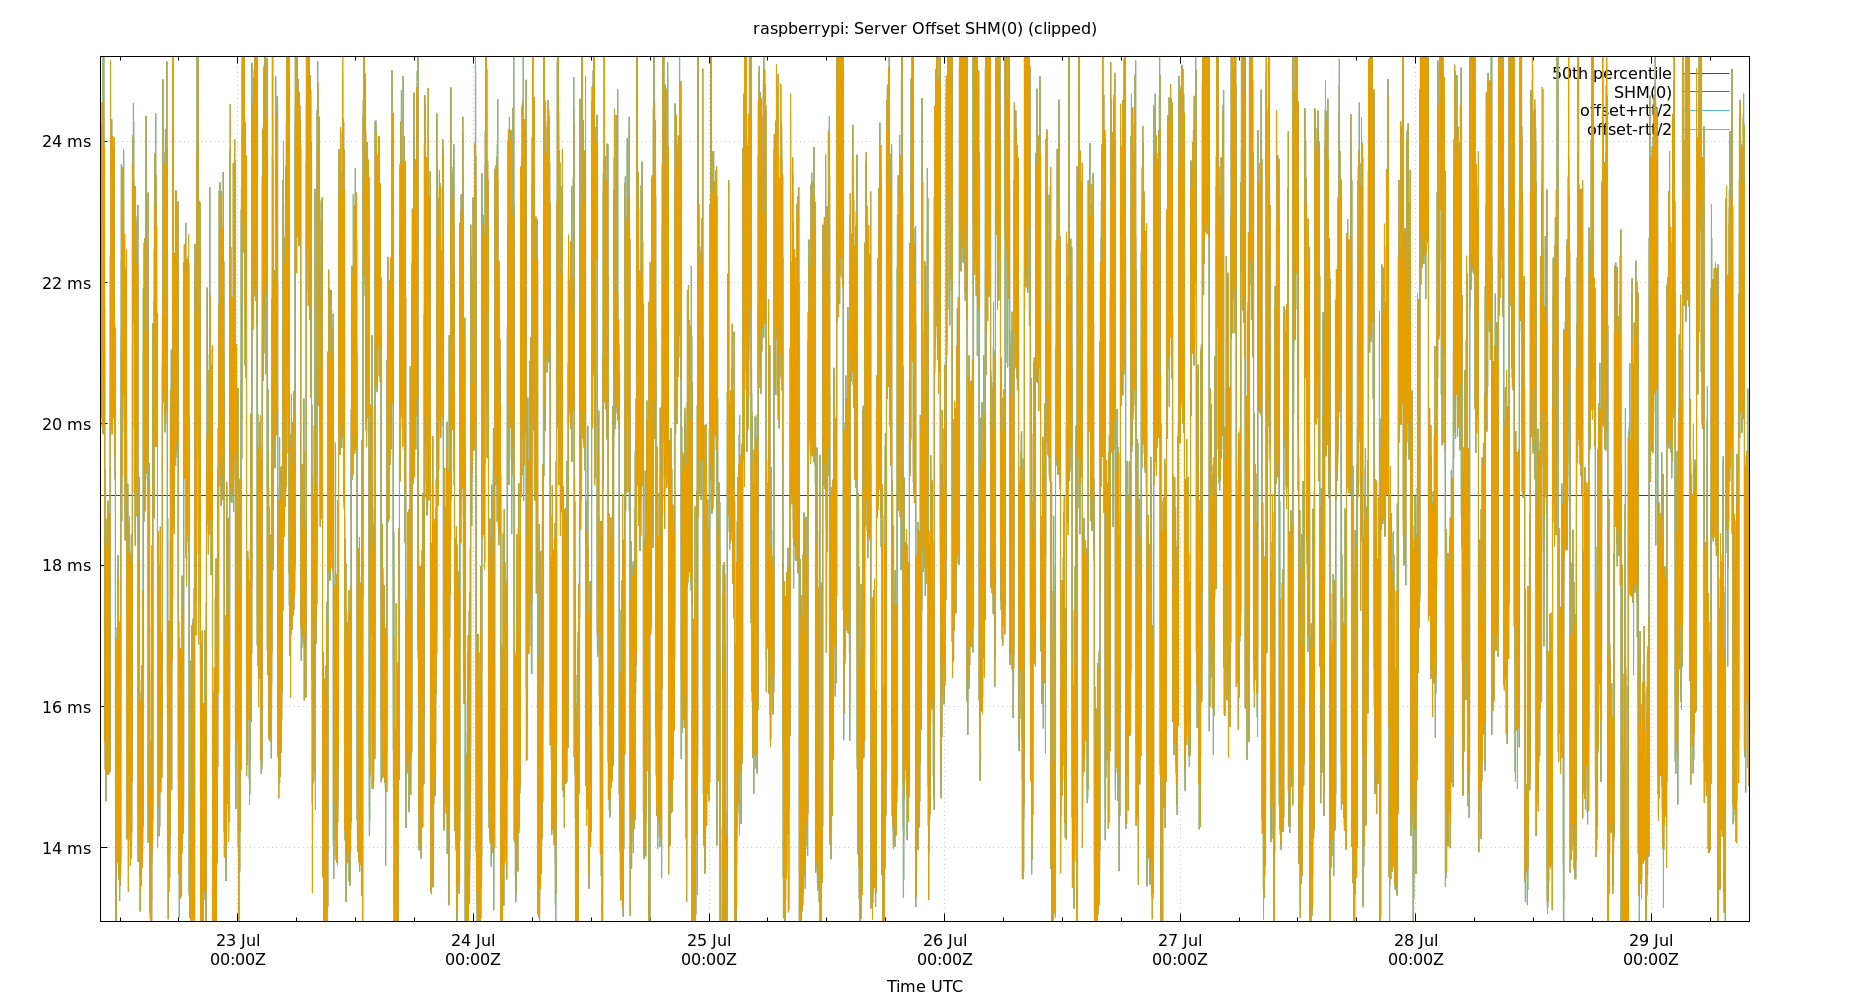 raspberrypi: Server Offset SHM(0) (clipped)
50th percentile
SHM(0)
offset+rtt/2
offset-rtt/2
24 ms
22 ms
20 ms
18 ms
16 ms
14 ms
23 Jul 24 Jul 25 Jul 26 Jul 27 Jul 28 Jul 29 Jul
00:00Z 00:00Z 00:00Z 00:00Z 00:00Z 00:00Z 00:00Z
Time UTC